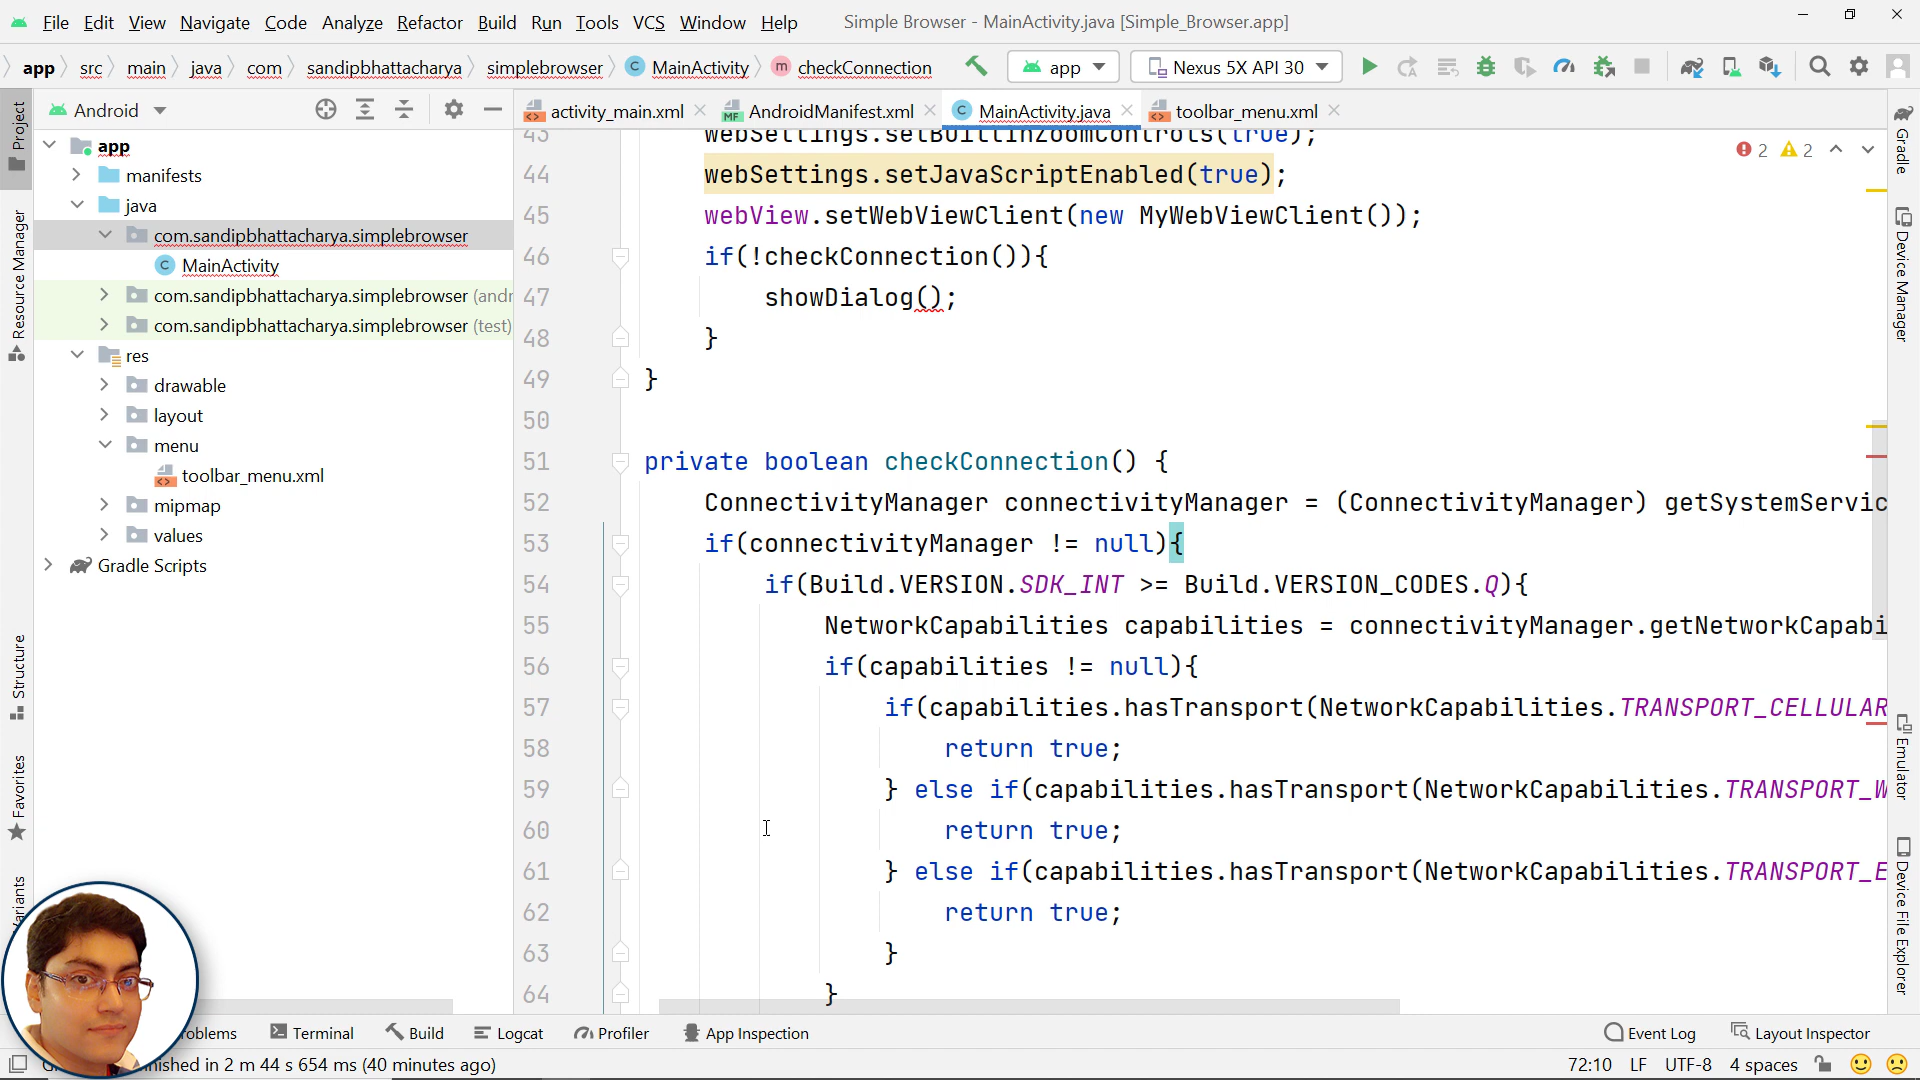 File Edit View Navigate Code Analyze Refactor Build Run Tools VCS Window Help Simple Browser - MainActivity.java [Simple_Browser.app]
app src main java com sandipbhattacharya simplebrowser MainActivity checkConnection app Nexus 5X API 30
Android
activity_main.xml AndroidManifest.xml MainActivity.java toolbar_menu.xml
Project
Resource Manager
Structure
Favorites
app
manifests
java
com.sandipbhattacharya.simplebrowser
MainActivity
com.sandipbhattacharya.simplebrowser (andr
com.sandipbhattacharya.simplebrowser (test)
res
drawable
layout
menu
toolbar_menu.xml
mipmap
values
Gradle Scripts
2 2
43 webSettings.setBuiltInZoomControls(true);
44 webSettings.setJavaScriptEnabled(true);
45 webView.setWebViewClient(new MyWebViewClient());
46 if(!checkConnection()){
47 showDialog();
48 }
49 }
50
51 private boolean checkConnection() {
52 ConnectivityManager connectivityManager = (ConnectivityManager) getSystemServic
53 if(connectivityManager != null){
54 if(Build.VERSION.SDK_INT >= Build.VERSION_CODES.Q){
55 NetworkCapabilities capabilities = connectivityManager.getNetworkCapabi
56 if(capabilities != null){
57 if(capabilities.hasTransport(NetworkCapabilities.TRANSPORT_CELLULAR
58 return true;
59 } else if(capabilities.hasTransport(NetworkCapabilities.TRANSPORT_W
60 return true;
61 } else if(capabilities.hasTransport(NetworkCapabilities.TRANSPORT_E
62 return true;
63 }
64 }
Gradle
Device Manager
Emulator
Device File Explorer
Terminal Build Logcat Profiler App Inspection Event Log Layout Inspector
in 2 m 44 s 654 ms (40 minutes ago) 72:10 LF UTF-8 4 spaces